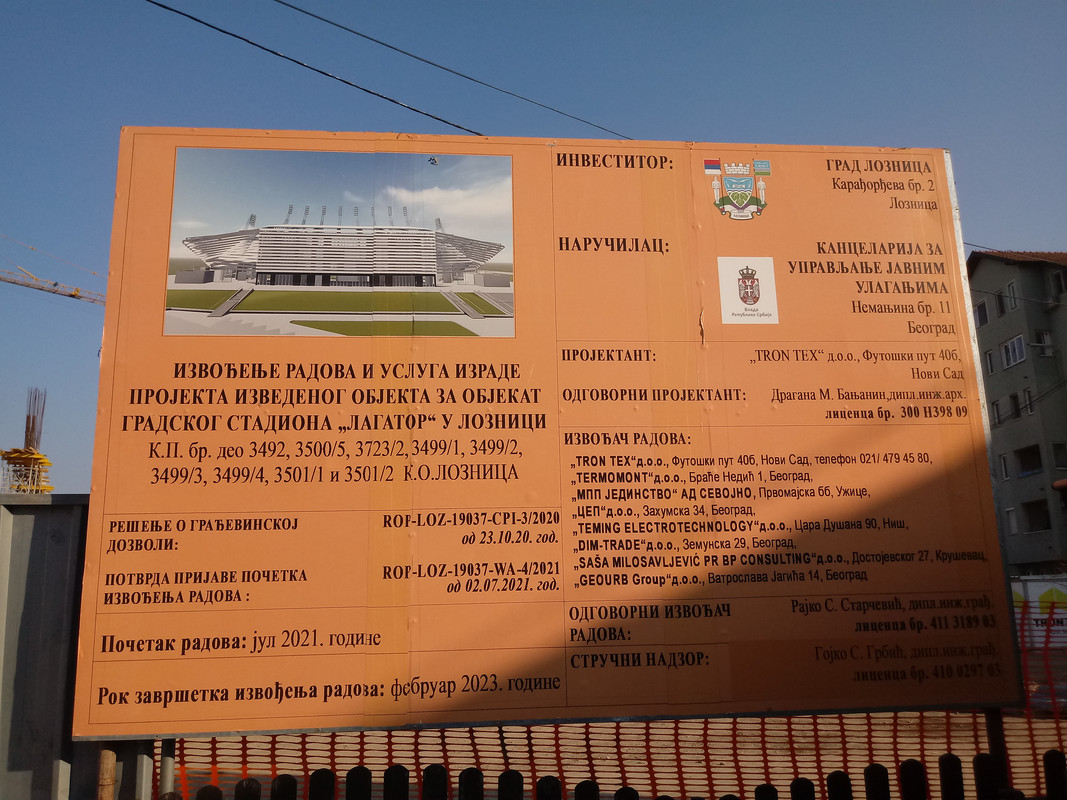 ИЗВОЂЕЊЕ РАДОВА И УСЛУГА ИЗРАДЕ
ПРОЈЕКТА ИЗВЕДЕНОГ ОБЈЕКТА ЗА ОБЈЕКАТ
ГРАДСКОГ СТАДИОНА „ЛАГАТОР“ У ЛОЗНИЦИ
К.П. бр. део 3492, 3500/5, 3723/2, 3499/1, 3499/2,
3499/3, 3499/4, 3501/1 и 3501/2 К.О.ЛОЗНИЦА
РЕШЕЊЕ О ГРАЂЕВИНСКОЈ
ДОЗВОЛИ:
ROP-LOZ-19037-CPI-3/2020
од 23.10.20. год.
ПОТВРДА ПРИЈАВЕ ПОЧЕТКА
ИЗВОЂЕЊА РАДОВА :
ROP-LOZ-19037-WA-4/2021
од 02.07.2021. год.
Почетак радова: јул 2021. године
Рок завршетка извођења радова: фебруар 2023. године
ИНВЕСТИТОР:
ГРАД ЛОЗНИЦА
Карађорђева бр. 2
Лозница
НАРУЧИЛАЦ:
Влада
Републике Србије
КАНЦЕЛАРИЈА ЗА
УПРАВЉАЊЕ ЈАВНИМ
УЛАГАЊИМА
Немањина бр. 11
Београд
ПРОЈЕКТАНТ:
„TRON TEX“ д.о.о., Футошки пут 40б,
Нови Сад
ОДГОВОРНИ ПРОЈЕКТАНТ:
Драгана М. Бањанин,дипл.инж.арх.
лиценца бр. 300 П398 09
ИЗВОЂАЧ РАДОВА:
„TRON TEX“д.о.о., Футошки пут 40б, Нови Сад, телефон 021/ 479 45 80,
„TERMOMONT“д.о.о., Браће Недић 1, Београд,
„МПП ЈЕДИНСТВО“ АД СЕВОЈНО, Првомајска бб, Ужице,
„ЦЕП“д.о.о., Захумска 34, Београд,
„TEMING ELECTROTECHNOLOGY“д.о.о., Цара Душана 90, Ниш,
„DIM-TRADE“д.о.о., Земунска 29, Београд,
„SAŠA MILOSAVLJEVIĆ PR BP CONSULTING“д.о.о., Достојевског 27, Крушевац,
„GEOURB Group“д.о.о., Ватрослава Јагића 14, Београд
ОДГОВОРНИ ИЗВОЂАЧ
РАДОВА:
Рајко С. Старчевић, дипл.инж.грађ.
лиценца бр. 411 3189 03
СТРУЧНИ НАДЗОР:
Гојко С. Грбић, дипл.инж.грађ.
лиценца бр. 410 0297 03